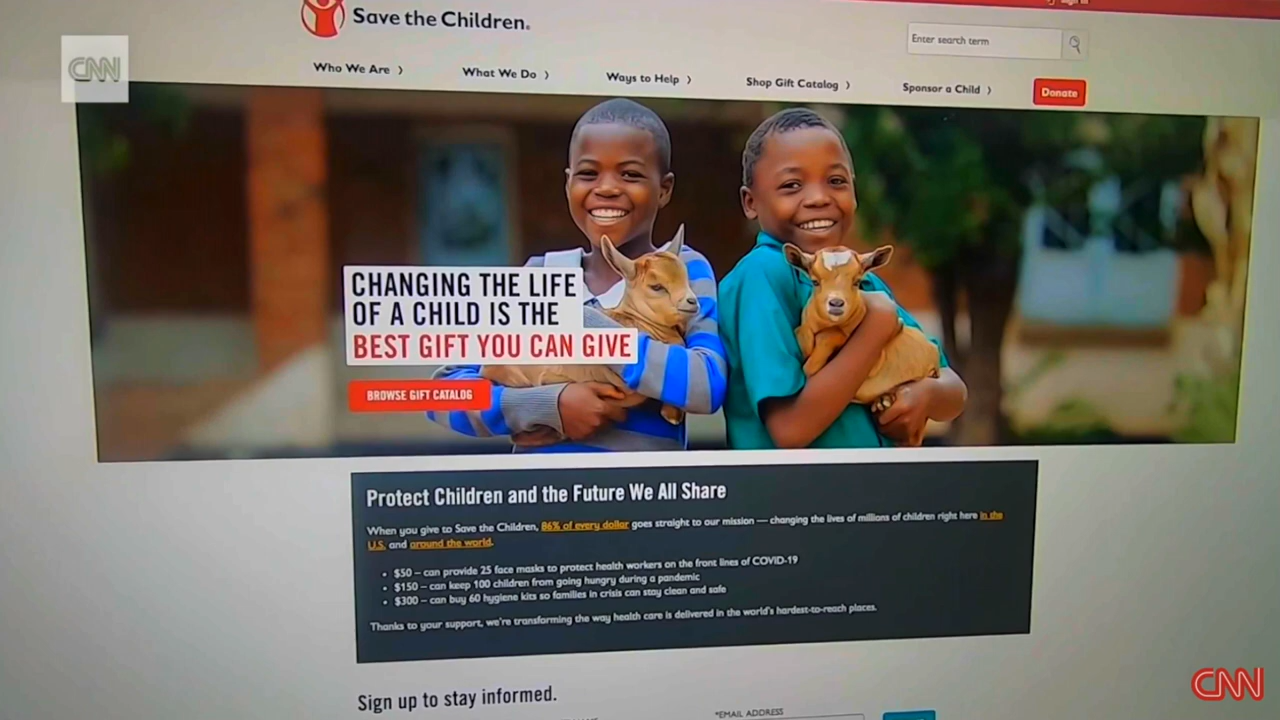 Sign in
Save the Children.
Enter search term
CNN
Who We Are >
What We Do >
Ways to Help >
Shop Gift Catalog >
Sponsor a Child >
Donate
CHANGING THE LIFE
OF A CHILD IS THE
BEST GIFT YOU CAN GIVE
BROWSE GIFT CATALOG
Protect Children and the Future We All Share
When you give to Save the Children, 86% of every dollar goes straight to our mission — changing the lives of millions of children right here in the
U.S. and around the world.
• $50 – can provide 25 face masks to protect health workers on the front lines of COVID-19
• $150 – can keep 100 children from going hungry during a pandemic
• $300 – can buy 60 hygiene kits so families in crisis can stay clean and safe
Thanks to your support, we're transforming the way health care is delivered in the world's hardest-to-reach places.
Sign up to stay informed.
*EMAIL ADDRESS
CNN